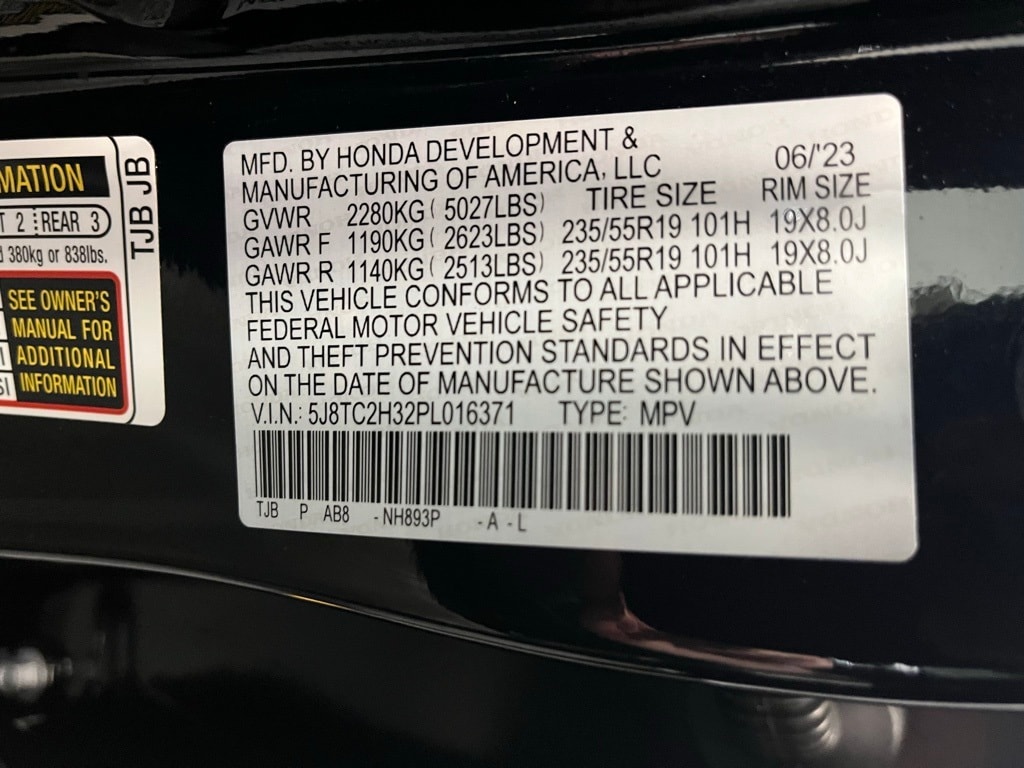 MATION
T 2 REAR 3
380kg or 838lbs.
SEE OWNER'S
MANUAL FOR
ADDITIONAL
INFORMATION
TJB JB
MFD. BY HONDA DEVELOPMENT &
MANUFACTURING OF AMERICA, LLC 06/'23
GVWR 2280KG ( 5027LBS) TIRE SIZE RIM SIZE
GAWR F 1190KG ( 2623LBS) 235/55R19 101H 19X8.0J
GAWR R 1140KG ( 2513LBS) 235/55R19 101H 19X8.0J
THIS VEHICLE CONFORMS TO ALL APPLICABLE
FEDERAL MOTOR VEHICLE SAFETY
AND THEFT PREVENTION STANDARDS IN EFFECT
ON THE DATE OF MANUFACTURE SHOWN ABOVE.
V.I.N.: 5J8TC2H32PL016371 TYPE: MPV
TJB P AB8 -NH893P -A -L